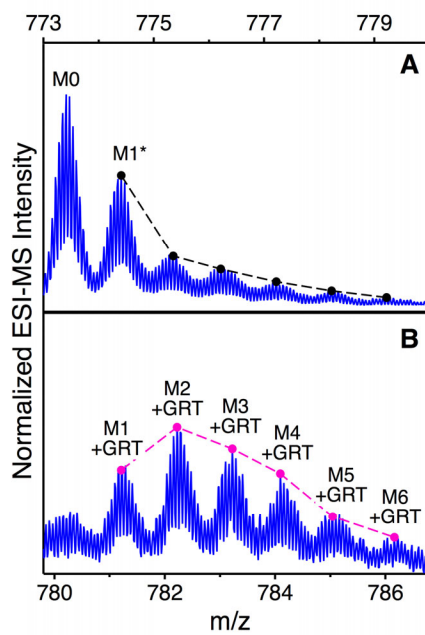 773 775 777 779
A
M0
M1*
Normalized ESI-MS Intensity
B
M1
+GRT
M2
+GRT
M3
+GRT
M4
+GRT
M5
+GRT
M6
+GRT
780 782 784 786
m/z